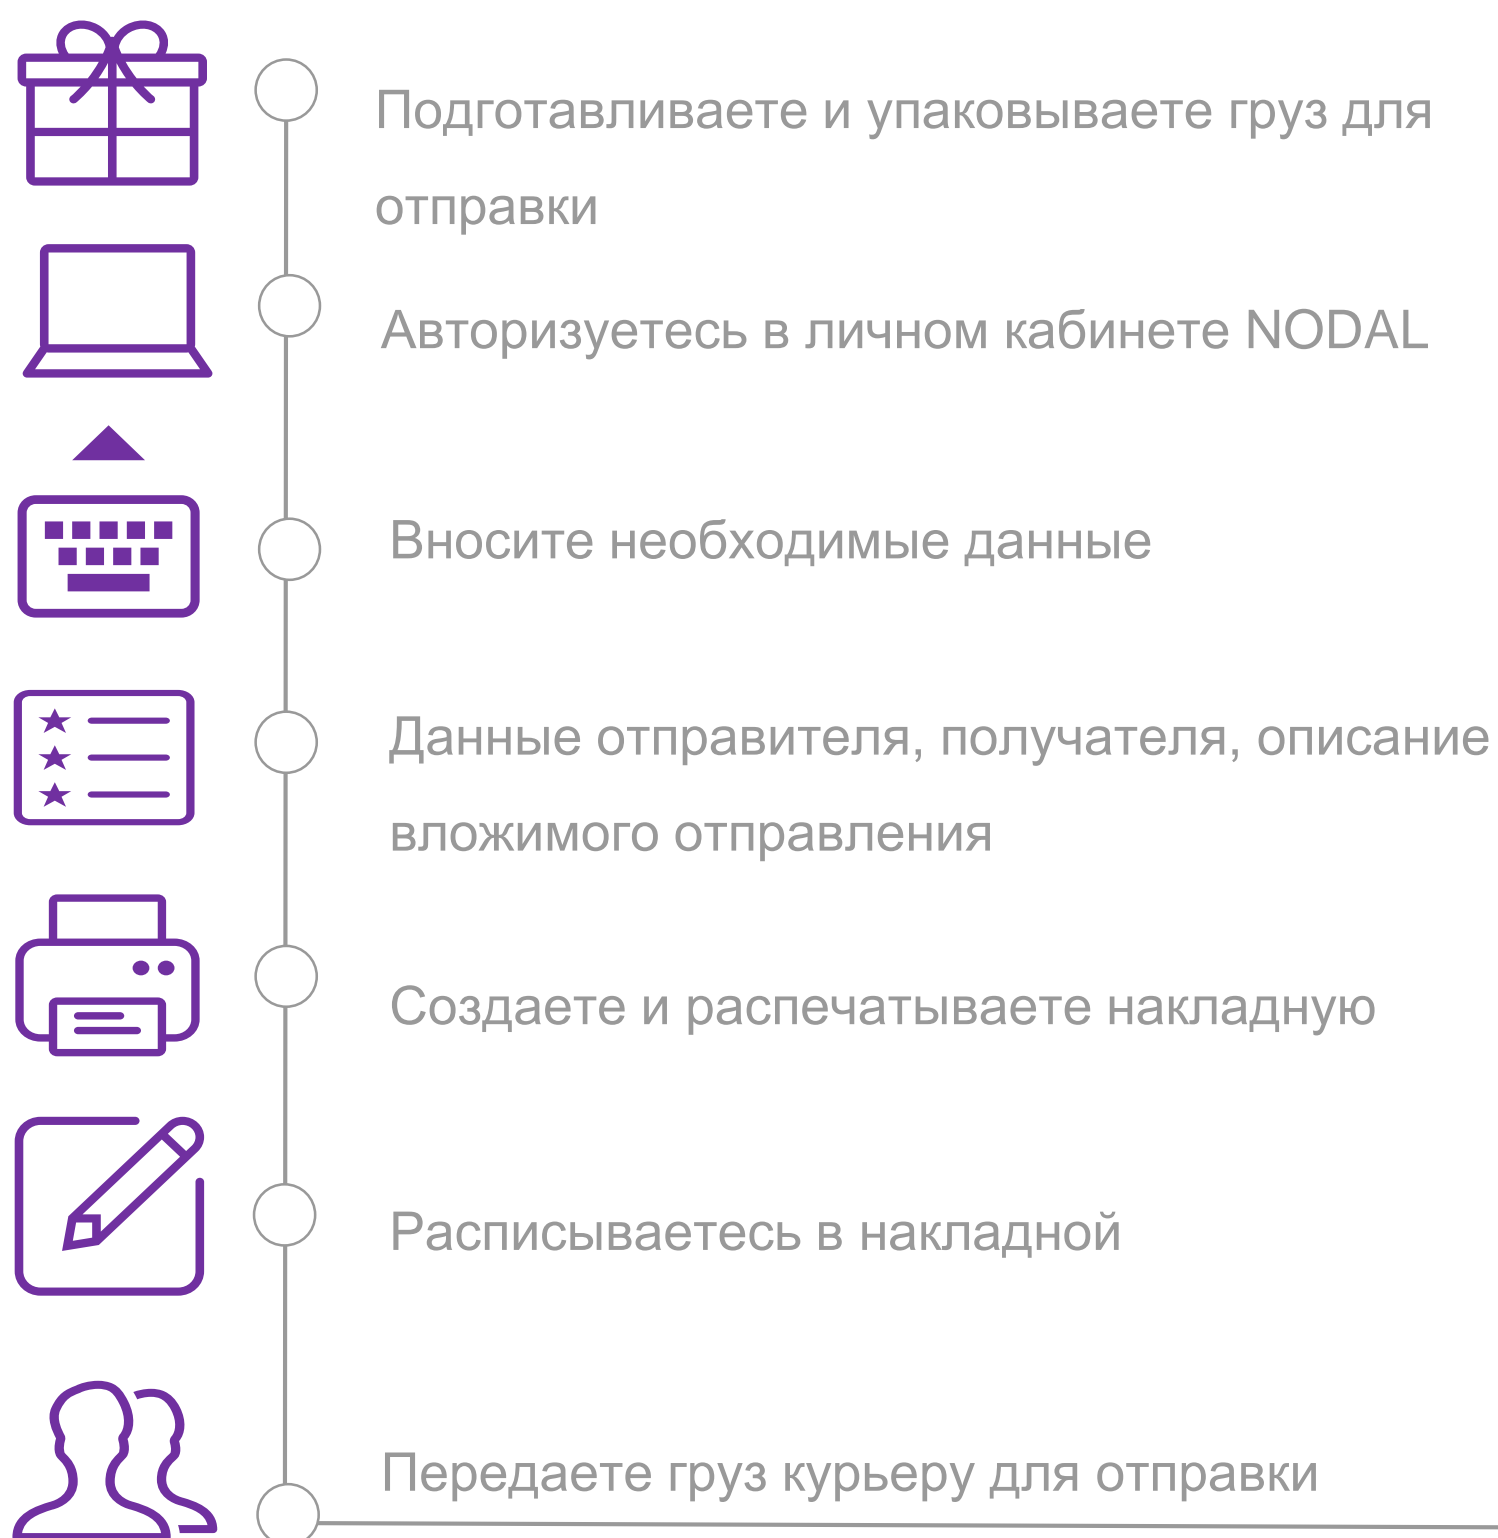 Подготавливаете и упаковываете груз для
отправки
Авторизуетесь в личном кабинете NODAL
Вносите необходимые данные
Данные отправителя, получателя, описание
вложимого отправления
Создаете и распечатываете накладную
Расписываетесь в накладной
Передаете груз курьеру для отправки